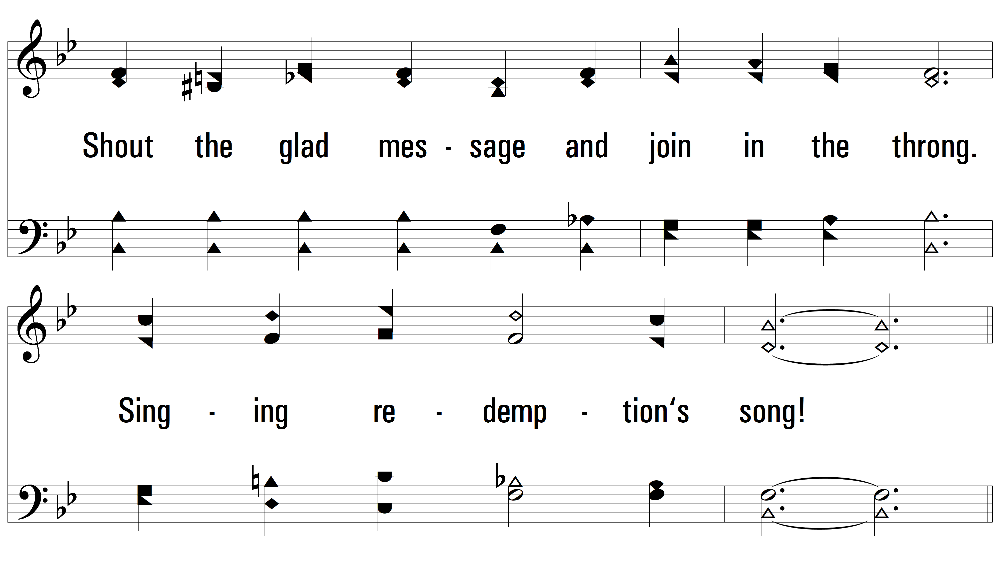 Shout the glad mes - sage and join in the throng.
Sing - ing re - demp - tion‘s song!